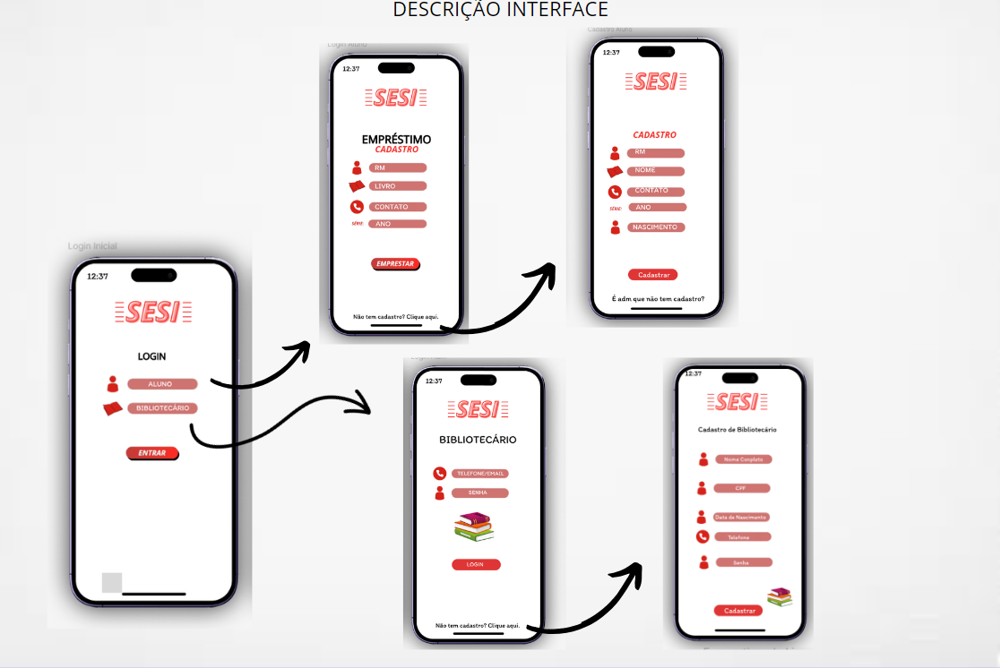 DESCRIÇÃO INTERFACE
Login Inicial
12:37
SESI
LOGIN
ALUNO
BIBLIOTECÁRIO
ENTRAR
Login Aluno
12:37
SESI
EMPRÉSTIMO
CADASTRO
RM
LIVRO
CONTATO
SÉRIE:
ANO
EMPRESTAR
Não tem cadastro? Clique aqui.
Cadastro Aluno
12:37
SESI
CADASTRO
RM
NOME
CONTATO
SÉRIE:
ANO
NASCIMENTO
Cadastrar
É adm que não tem cadastro?
12:37
SESI
BIBLIOTECÁRIO
TELEFONE/EMAIL
SENHA
LOGIN
Não tem cadastro? Clique aqui.
12:37
SESI
Cadastro de Bibliotecário
Nome Completo
CPF
Data de Nascimento
Telefone
Senha
Cadastrar